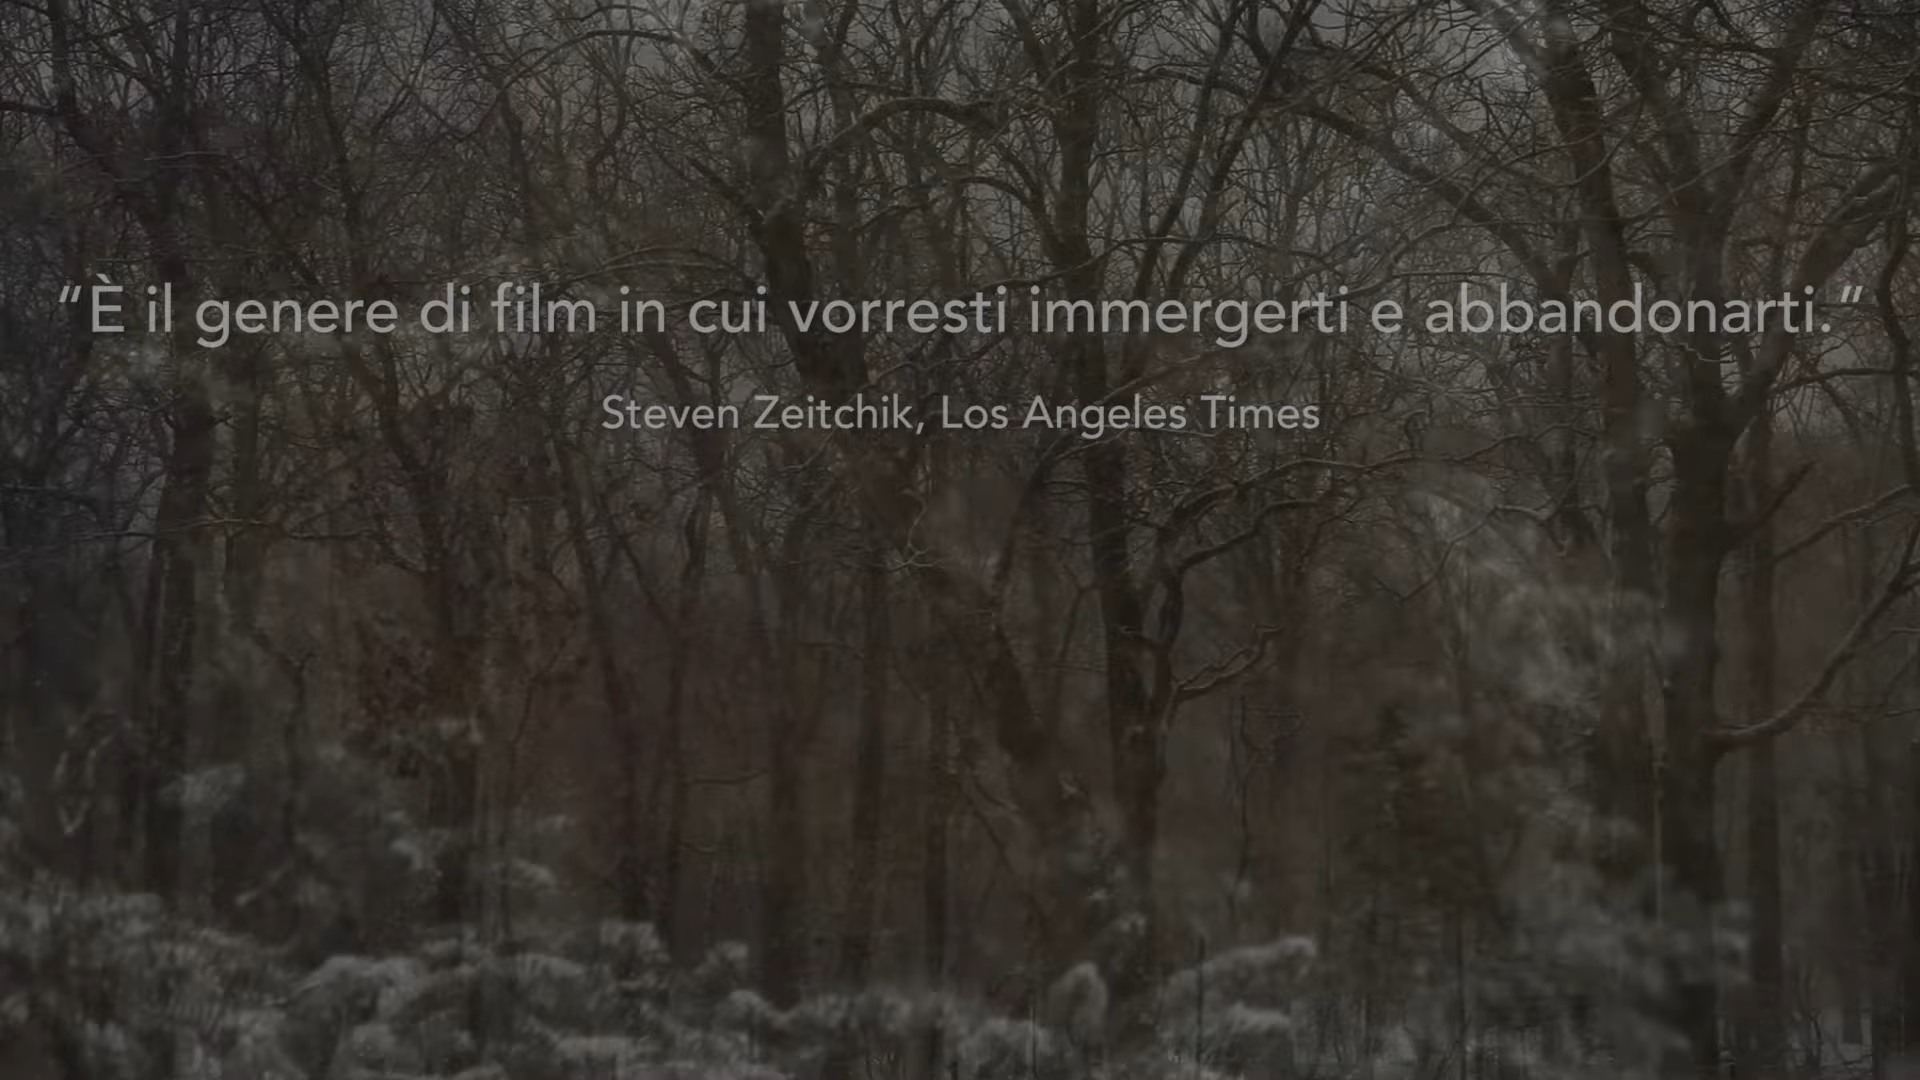 “È il genere di film in cui vorresti immergerti e abbandonarti.”
Steven Zeitchik, Los Angeles Times